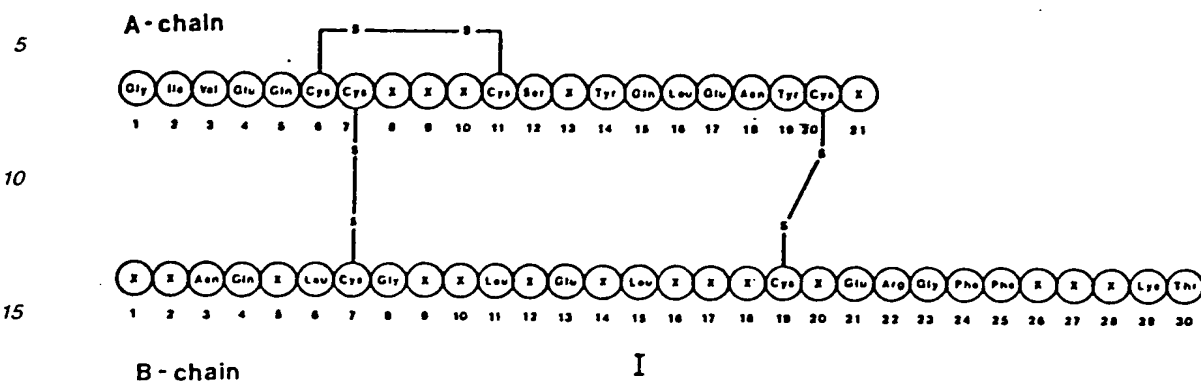 A-chain
5
S S
Gly Ile Val Glu Gln Cys Cys X X X Cys Ser X Tyr Gln Leu Glu Asn Tyr Cys X
1 2 3 4 5 6 7 8 9 10 11 12 13 14 15 16 17 18 19 20 21
S S
10
S S
X X Asn Gln X Leu Cys Gly X X Leu X Glu X Leu X X X Cys X Glu Arg Gly Phe Phe X X X Lys Thr
15
1 2 3 4 5 6 7 8 9 10 11 12 13 14 15 16 17 18 19 20 21 22 23 24 25 26 27 28 29 30
B-chain I